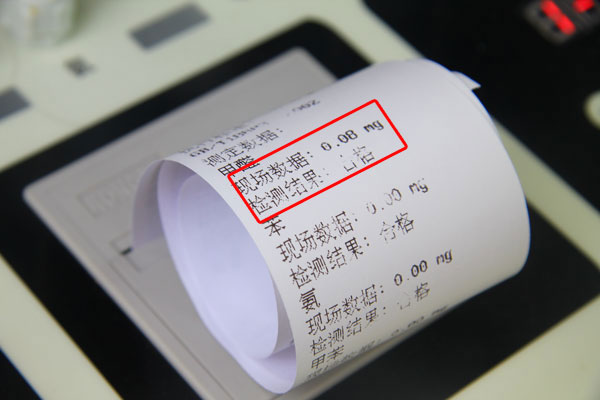 测定数据:
甲醛
现场数据: 0.08 mg
检测结果: 合格
苯
现场数据: 0.00 mg
检测结果: 合格
氨
现场数据: 0.00 mg
检测结果: 合格
甲苯